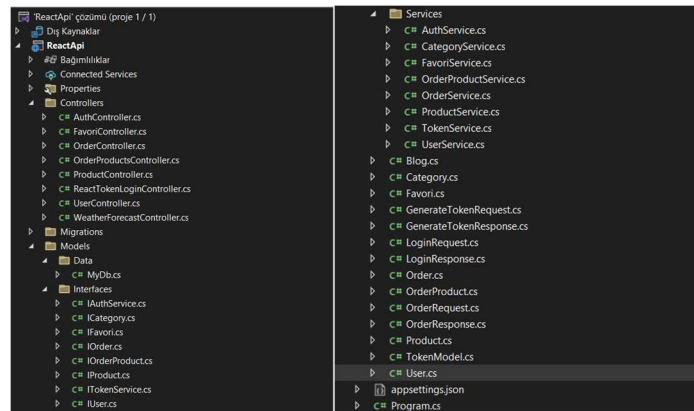 'ReactApi' çözümü (proje 1 / 1)
Dış Kaynaklar
ReactApi
Bağımlılıklar
Connected Services
Properties
Controllers
C# AuthController.cs
C# FavoriController.cs
C# OrderController.cs
C# OrderProductsController.cs
C# ProductController.cs
C# ReactTokenLoginController.cs
C# UserController.cs
C# WeatherForecastController.cs
Migrations
Models
Data
C# MyDb.cs
Interfaces
C# IAuthService.cs
C# ICategory.cs
C# IFavori.cs
C# IOrder.cs
C# IOrderProduct.cs
C# IProduct.cs
C# ITokenService.cs
C# IUser.cs
Services
C# AuthService.cs
C# CategoryService.cs
C# FavoriService.cs
C# OrderProductService.cs
C# OrderService.cs
C# ProductService.cs
C# TokenService.cs
C# UserService.cs
C# Blog.cs
C# Category.cs
C# Favori.cs
C# GenerateTokenRequest.cs
C# GenerateTokenResponse.cs
C# LoginRequest.cs
C# LoginResponse.cs
C# Order.cs
C# OrderProduct.cs
C# OrderRequest.cs
C# OrderResponse.cs
C# Product.cs
C# TokenModel.cs
C# User.cs
appsettings.json
C# Program.cs